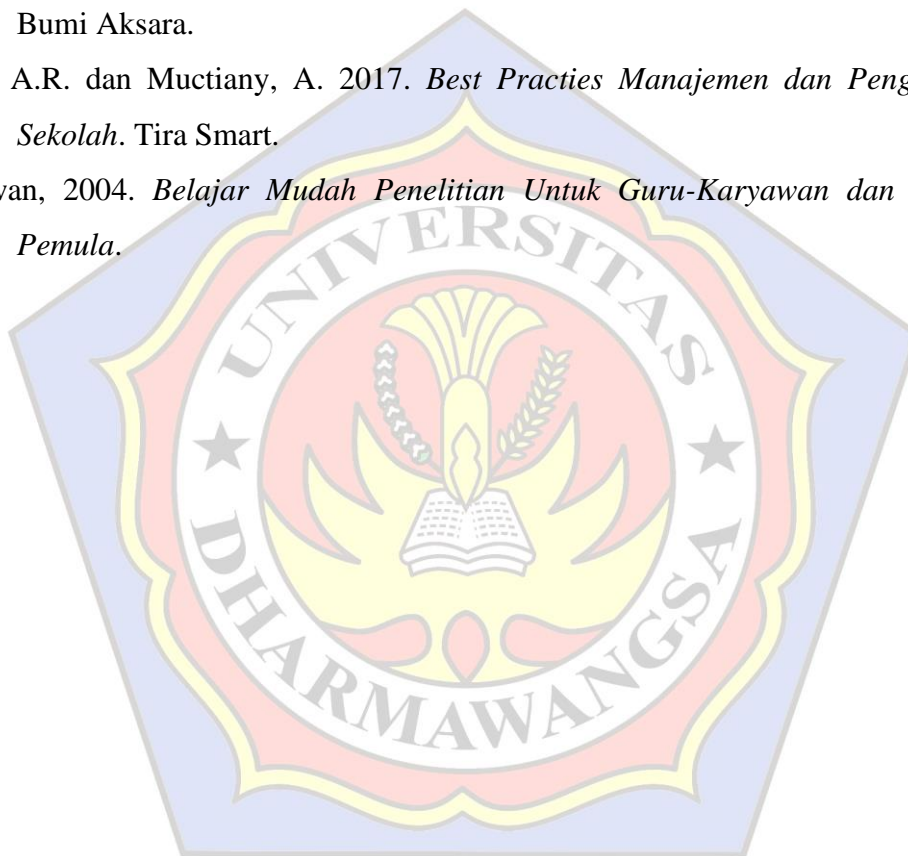 Bumi Aksara.
A.R. dan Muctiany, A. 2017. Best Practies Manajemen dan Peng
Sekolah. Tira Smart.
wan, 2004. Belajar Mudah Penelitian Untuk Guru-Karyawan dan
Pemula.
UNIVERSITAS
DHARMAWANGSA